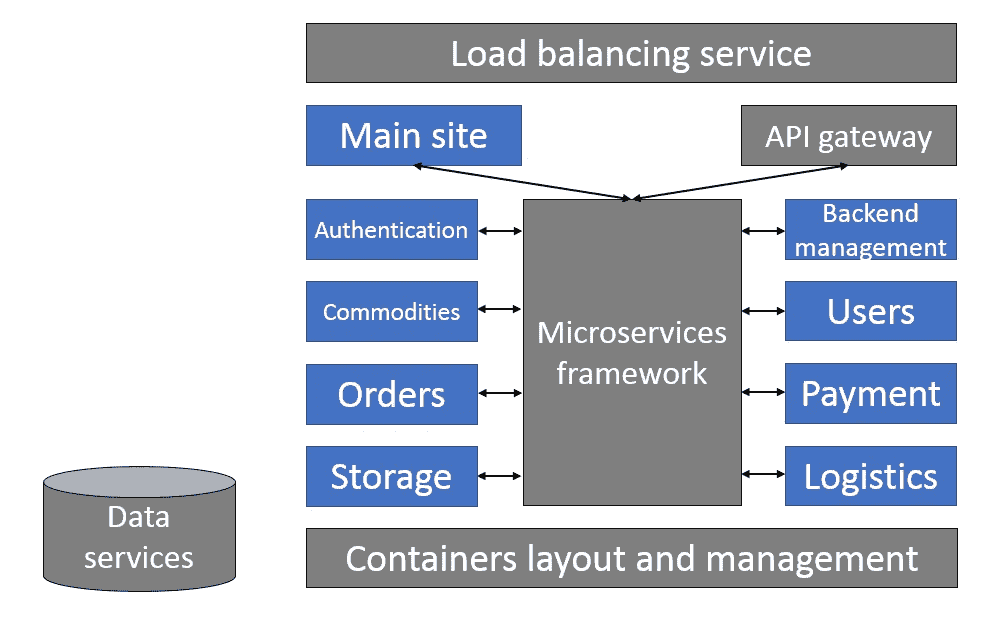 Load balancing service
Main site
API gateway
Authentication
Backend
management
Commodities
Users
Microservices
framework
Orders
Payment
Storage
Logistics
Data
services
Containers layout and management